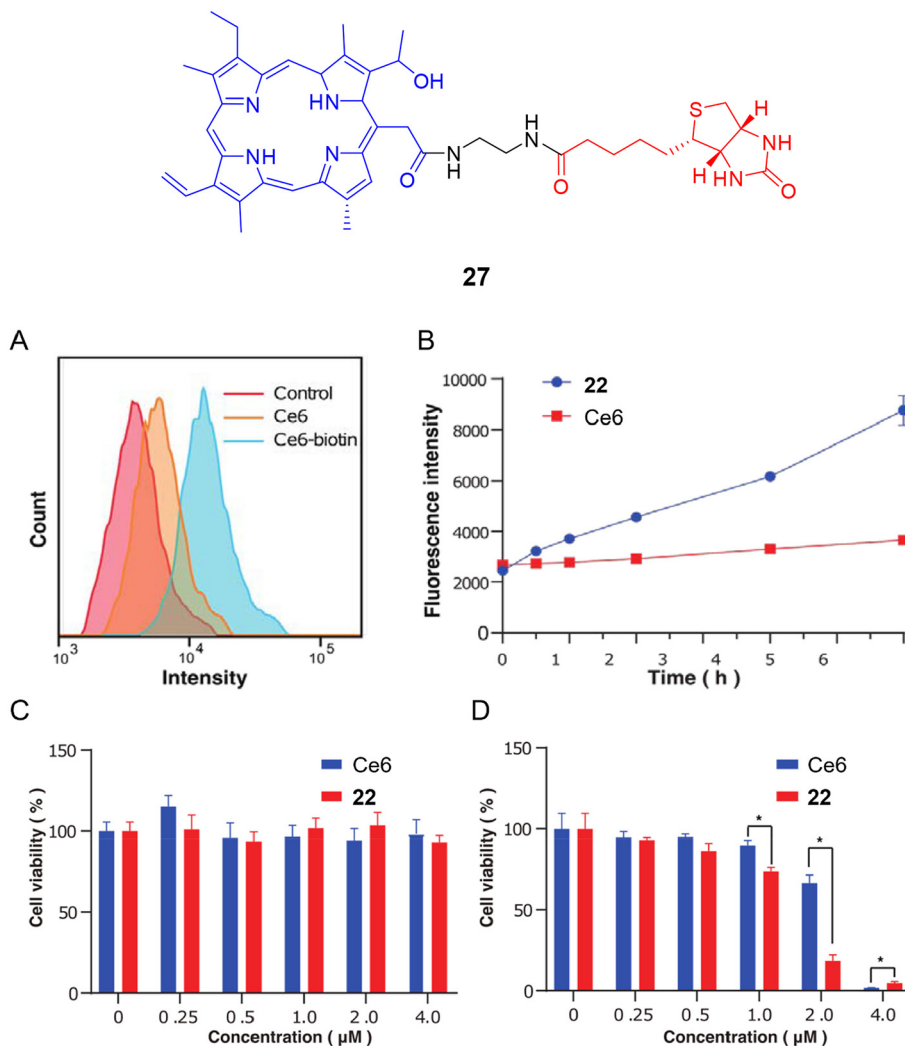 N
HN
OH
NH
N
O
N
H
H
N
O
S
H
H
NH
N
H
O
27
A
Control
Ce6
Ce6-biotin
Count
10³ 10⁴ 10⁵
Intensity
B
22
Ce6
Fluorescence intensity
10000
8000
6000
4000
2000
0
0 1 2 3 4 5 6
Time ( h )
C
Ce6
22
Cell viability ( % )
150
100
50
0
0 0.25 0.5 1.0 2.0 4.0
Concentration ( μM )
D
Ce6
22
* * *
Cell viability ( % )
150
100
50
0
0 0.25 0.5 1.0 2.0 4.0
Concentration ( μM )